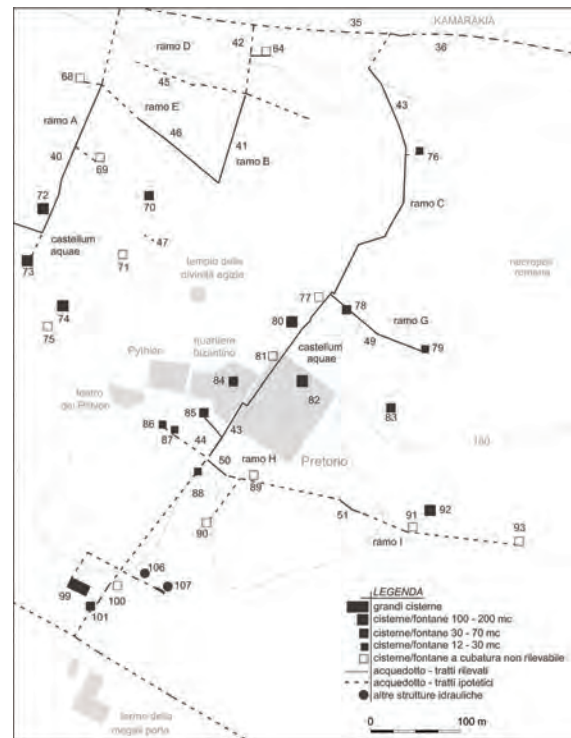 35
KAMARAKIA
36
42
64
ramo D
68
45
43
ramo E
ramo A
46
41
76
40
ramo B
69
72
70
ramo C
47
castellum
aquae
73
71
tempio delle
divinità egizie
necropoli
romana
77
78
74
80
75
ramo G
49
quartiere
bizantino
castellum
aquae
79
81
Pythion
84
82
teatro
del Pythion
85
83
86
87
44
43
50
ramo H
Pretorio
88
89
90
51
92
91
93
ramo I
106
107
99
100
101
LEGENDA
grandi cisterne
cisterne/fontane 100 - 200 mc
cisterne/fontane 30 - 70 mc
cisterne/fontane 12 - 30 mc
cisterne/fontane a cubatura non rilevabile
acquedotto - tratti rilevati
acquedotto - tratti ipotetici
altre strutture idrauliche
0
100 m
terme della
megali porta